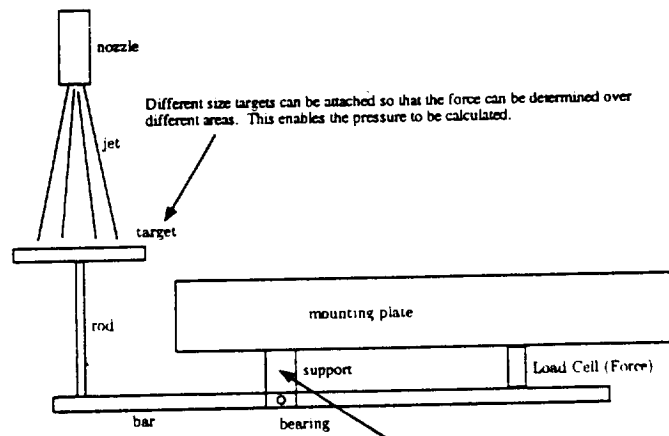 nozzle
Different size targets can be attached so that the force can be determined over
different areas. This enables the pressure to be calculated.
jet
target
mounting plate
rod
support
Load Cell (Force)
bar
bearing